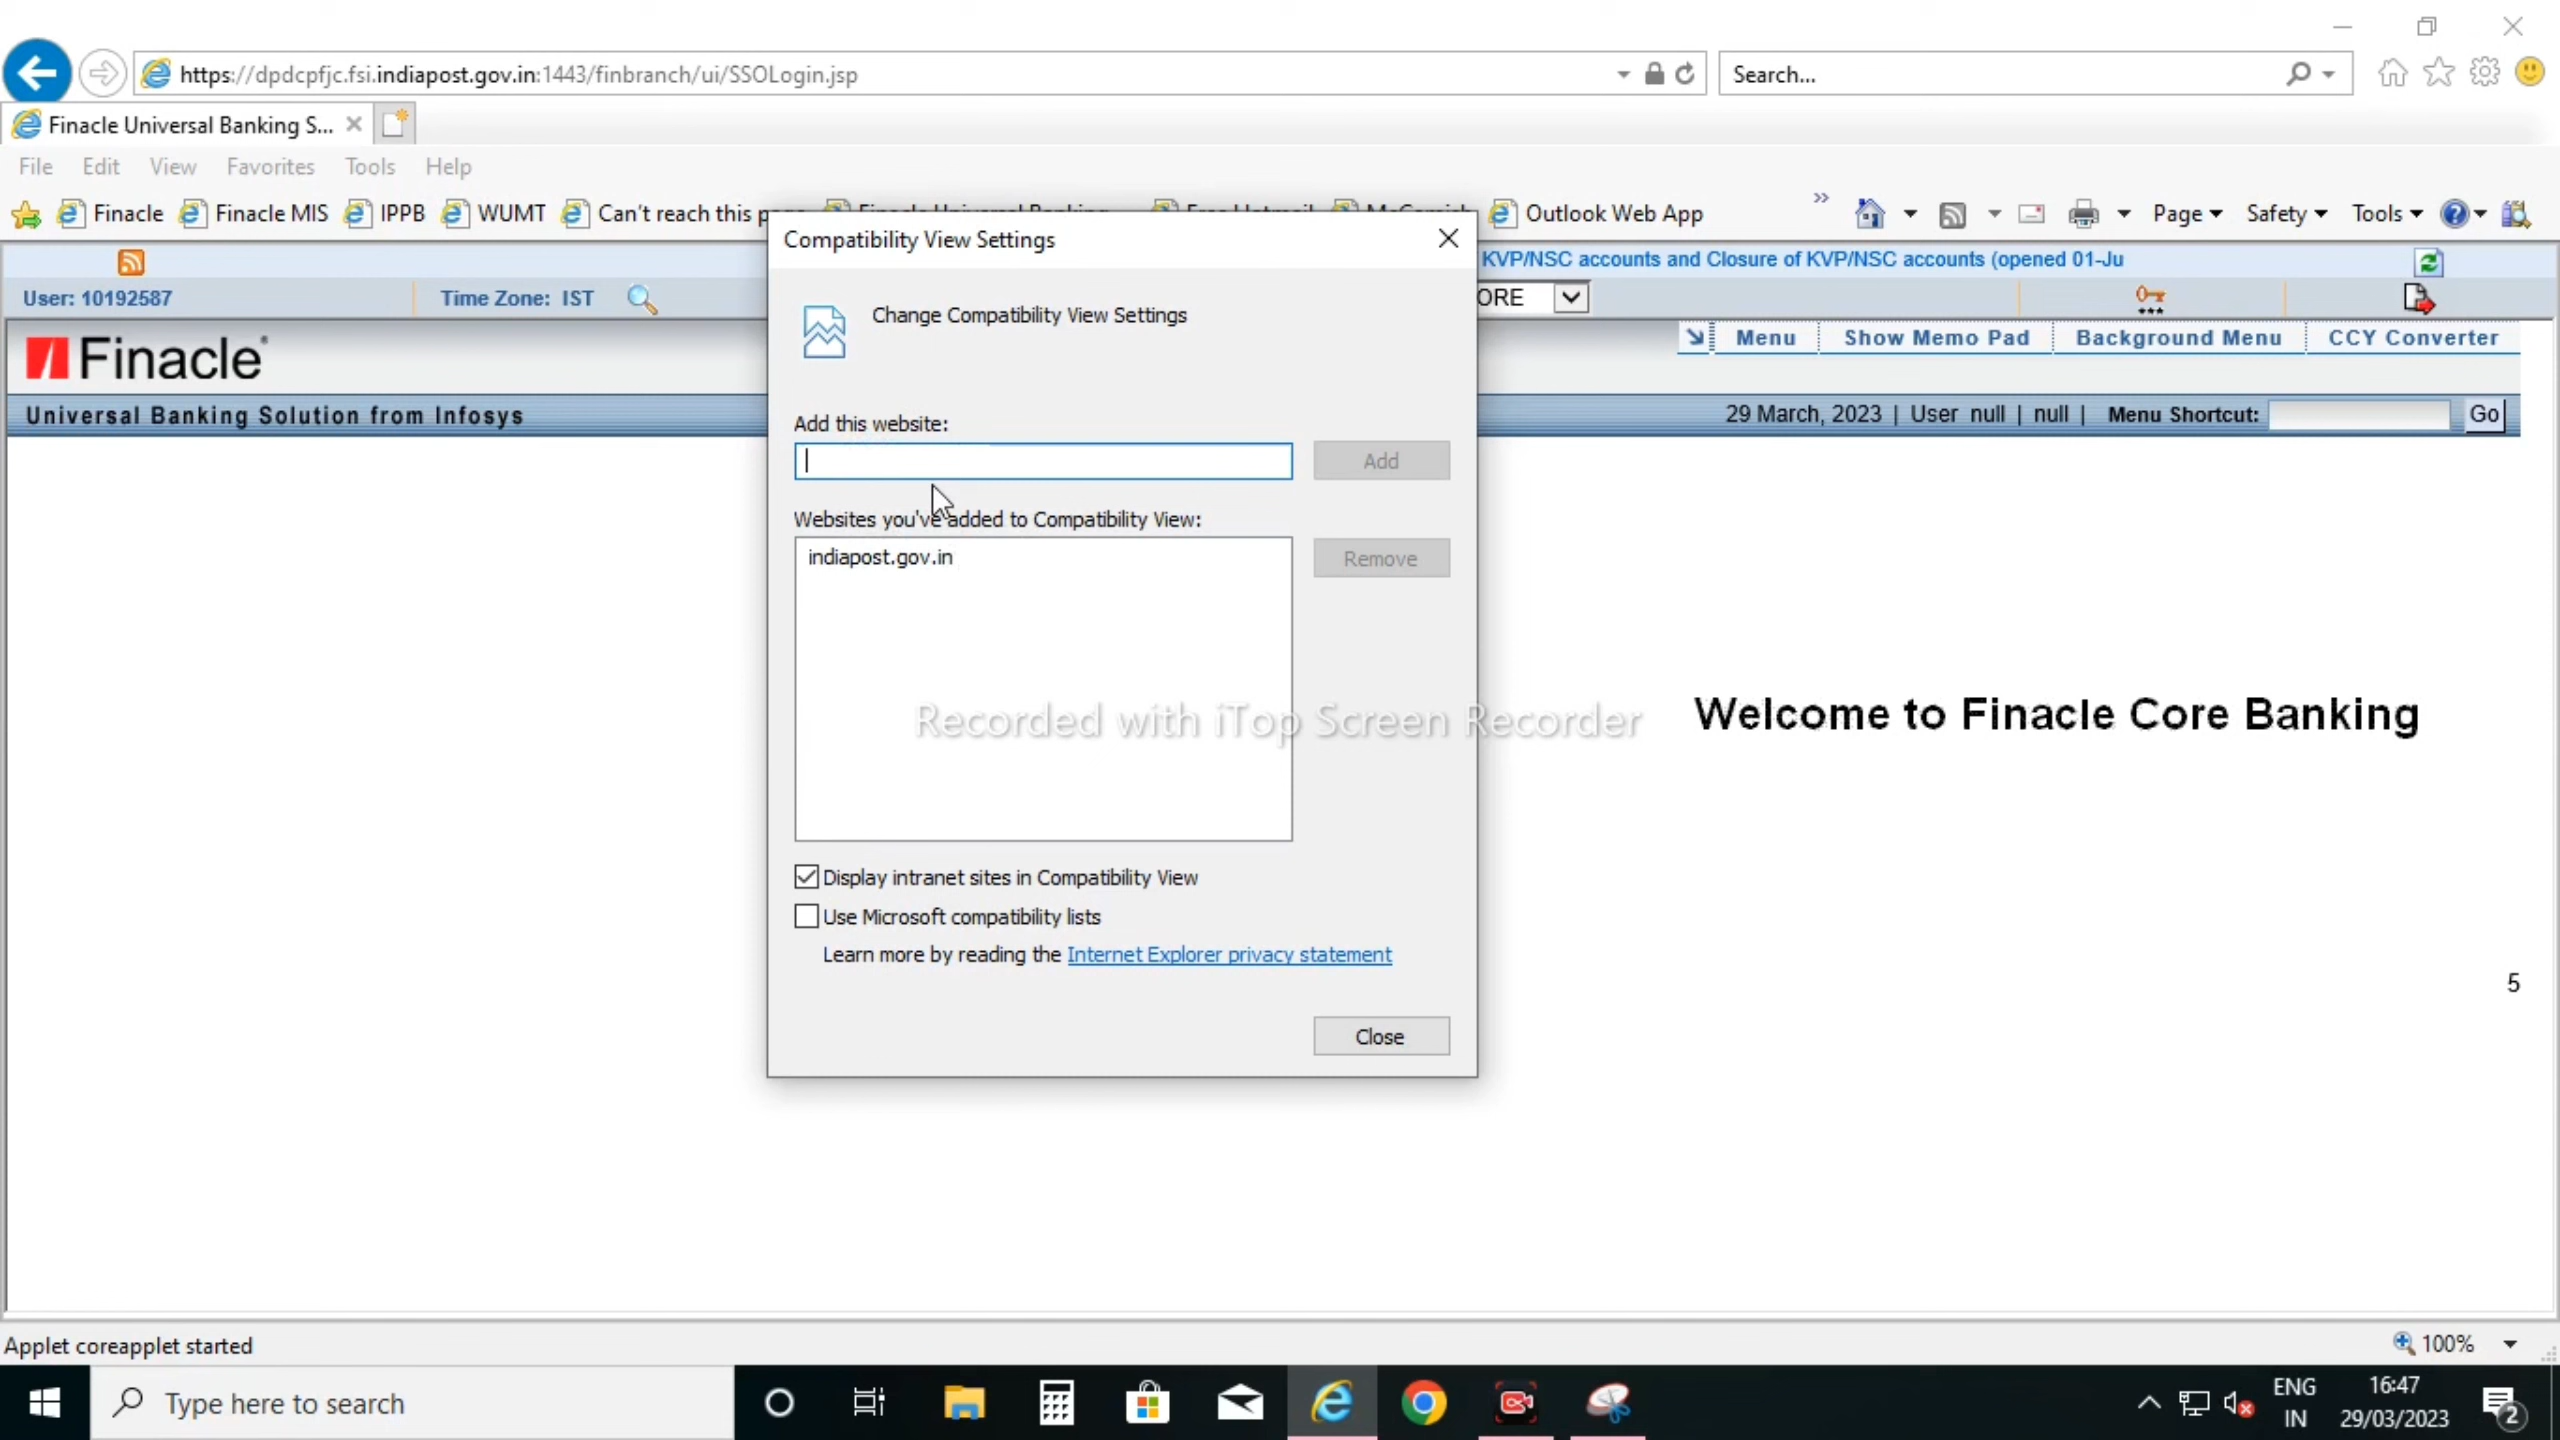 https://dpdcpfjc.fsi.indiapost.gov.in:1443/finbranch/ui/SSOLogin.jsp
Search...
Finacle Universal Banking S...
File Edit View Favorites Tools Help
Finacle Finacle MIS IPPB WUMT Can't reach this Outlook Web App Page Safety Tools
Compatibility View Settings
KVP/NSC accounts and Closure of KVP/NSC accounts (opened 01-Ju
User: 10192587 Time Zone: IST
ORE
Change Compatibility View Settings
Menu Show Memo Pad Background Menu CCY Converter
Finacle
Universal Banking Solution from Infosys
29 March, 2023 | User null | null | Menu Shortcut: Go
Add this website:
Add
Websites you've added to Compatibility View:
indiapost.gov.in
Remove
Recorded with iTop Screen Recorder
Welcome to Finacle Core Banking
Display intranet sites in Compatibility View
Use Microsoft compatibility lists
Learn more by reading the Internet Explorer privacy statement
5
Close
Applet coreapplet started
100%
Type here to search
ENG
IN
16:47
29/03/2023
2